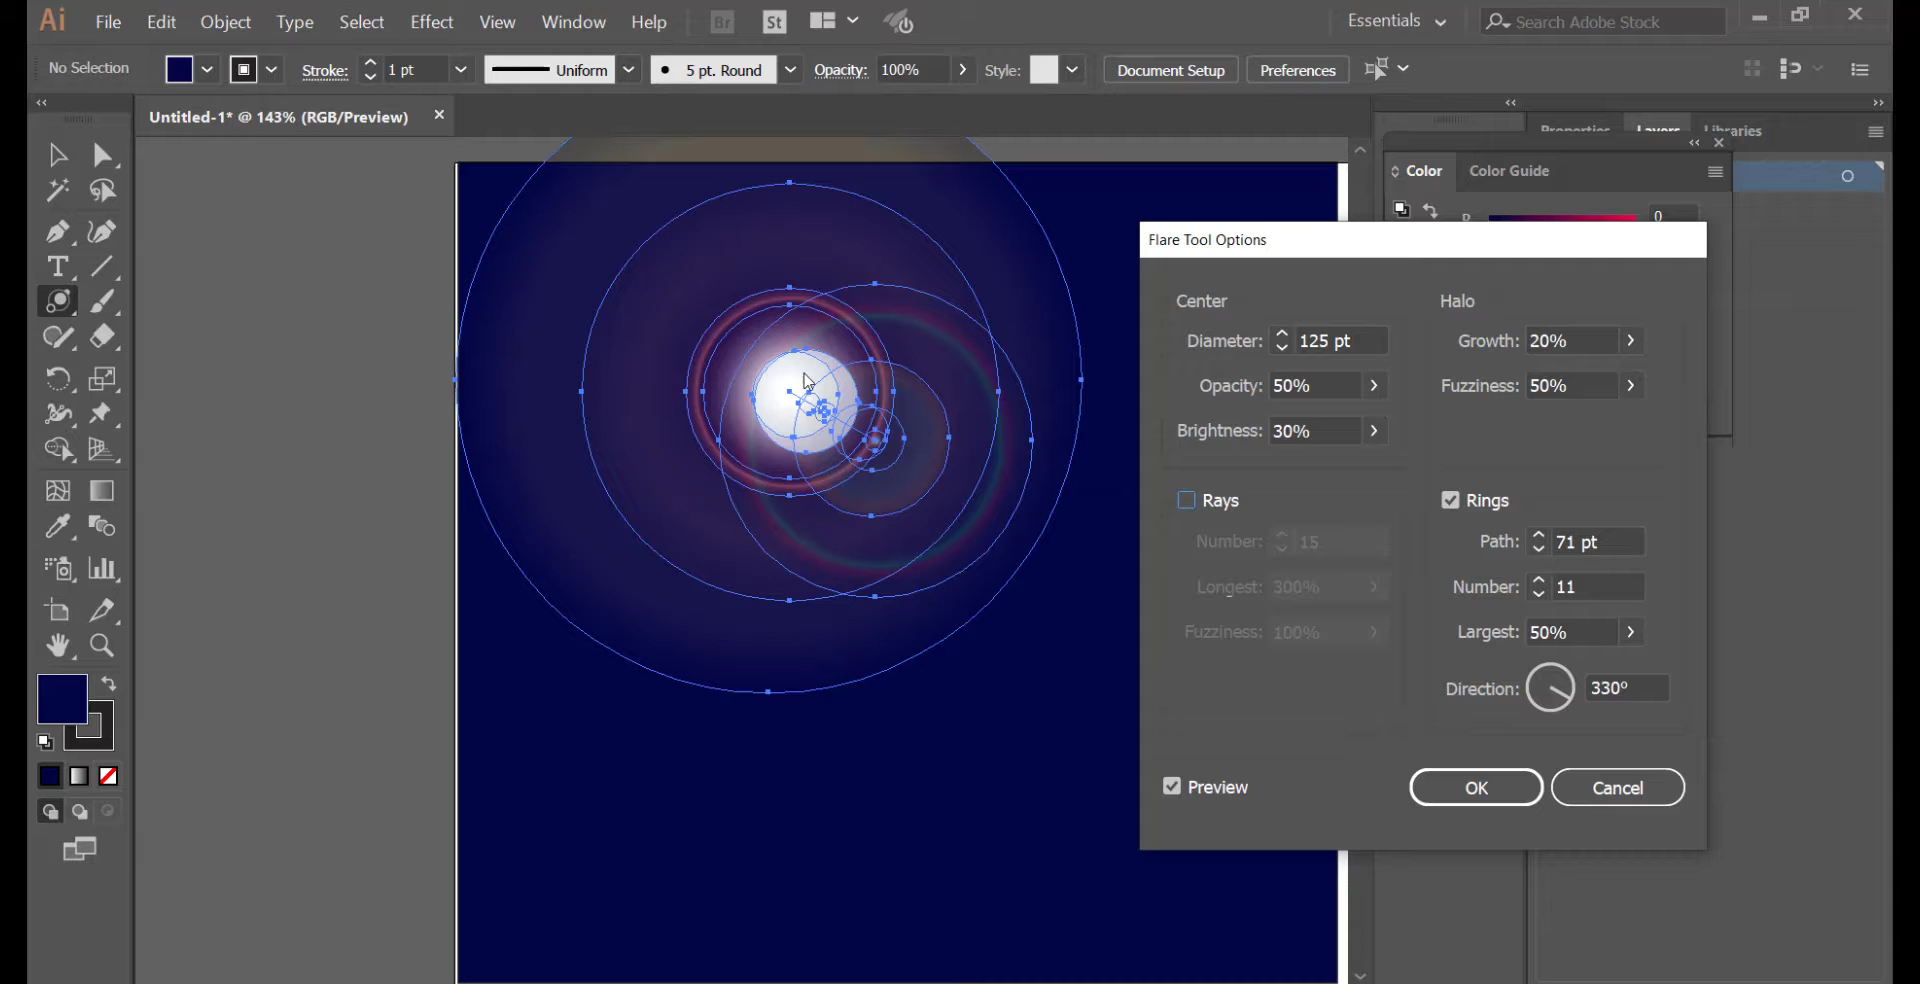 Ai File Edit Object Type Select Effect View Window Help Br St Essentials Search Adobe Stock
No Selection Stroke: 1 pt Uniform 5 pt. Round Opacity: 100% Style: Document Setup Preferences
Untitled-1* @ 143% (RGB/Preview)
Properties Layers Libraries
Color Color Guide
R 0
Flare Tool Options
Center Halo
Diameter: 125 pt Growth: 20%
Opacity: 50% Fuzziness: 50%
Brightness: 30%
Rays Rings
Number: 15 Path: 71 pt
Longest: 300% Number: 11
Fuzziness: 100% Largest: 50%
Direction: 330°
Preview OK Cancel